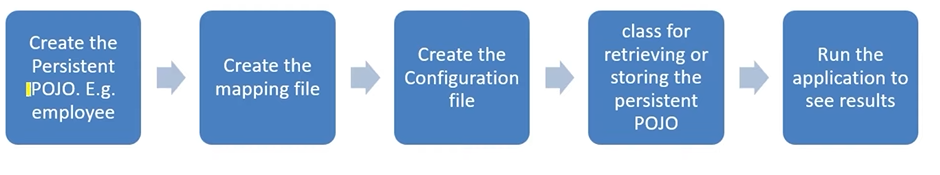 Create the
Persistent
POJO. E.g.
employee
Create the
mapping file
Create the
Configuration
file
class for
retrieving or
storing the
persistent
POJO
Run the
application to
see results